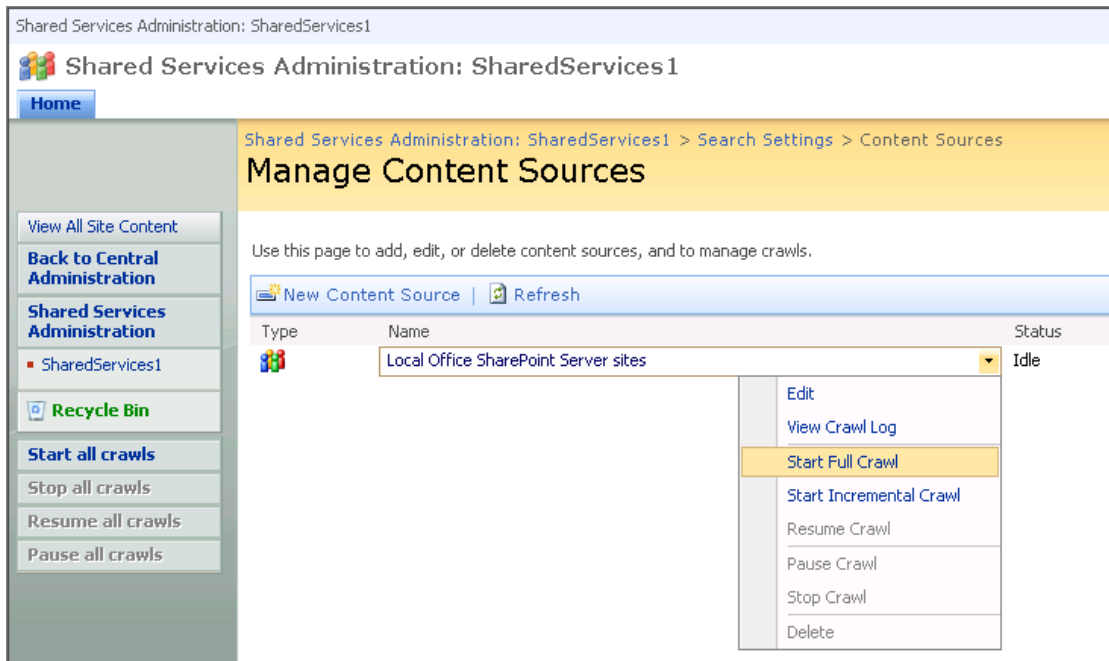 Shared Services Administration: SharedServices1
Shared Services Administration: SharedServices1
Home
Shared Services Administration: SharedServices1 > Search Settings > Content Sources
Manage Content Sources
View All Site Content
Back to Central
Administration
Shared Services
Administration
SharedServices1
Recycle Bin
Start all crawls
Stop all crawls
Resume all crawls
Pause all crawls
Use this page to add, edit, or delete content sources, and to manage crawls.
New Content Source | Refresh
Type Name Status
Local Office SharePoint Server sites Idle
Edit
View Crawl Log
Start Full Crawl
Start Incremental Crawl
Resume Crawl
Pause Crawl
Stop Crawl
Delete